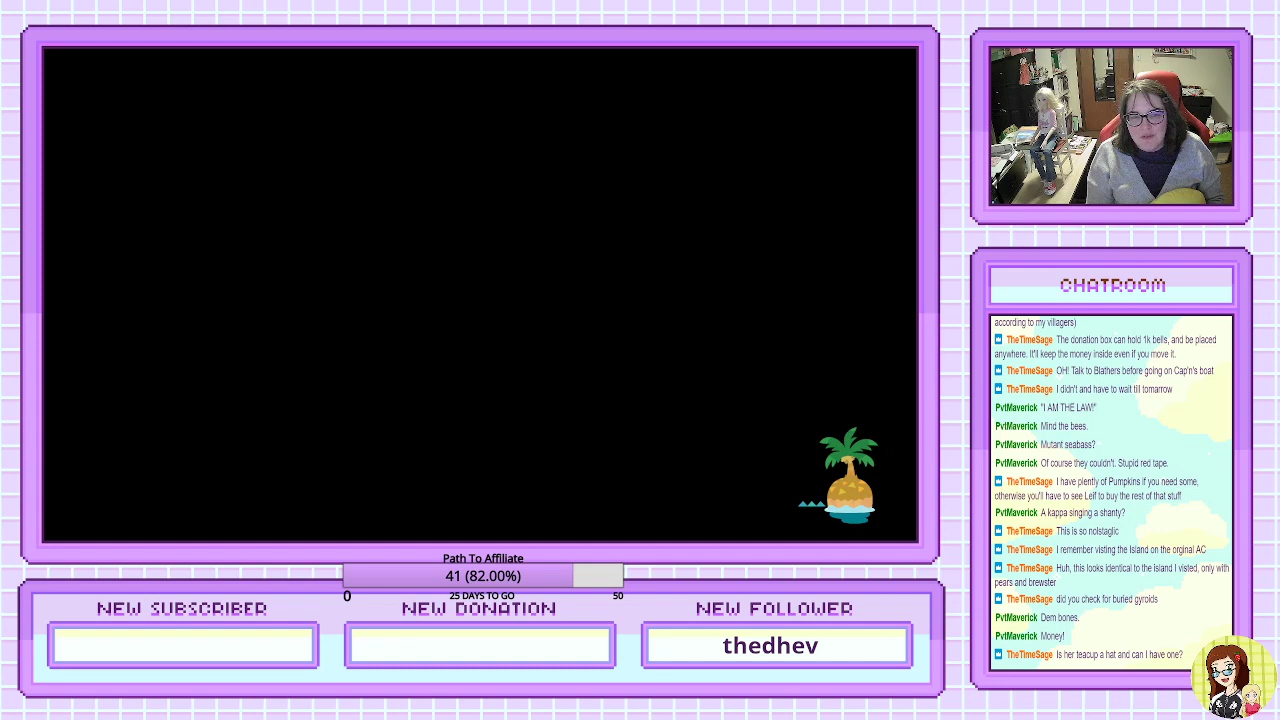 CHATROOM
according to my villagers)
TheTimeSage The donation box can hold 1k bells, and be placed
anywhere. It'll keep the money inside even if you move it.
TheTimeSage OH! Talk to Blathers before going on Cap'n's boat
TheTimeSage I didn't and have to wait till tomorrow
PvtMaverick "I AM THE LAW!"
PvtMaverick Mind the bees.
PvtMaverick Mutant seabass?
PvtMaverick Of course they couldn't. Stupid red tape.
TheTimeSage I have plenty of Pumpkins if you need some,
otherwise you'll have to see Leif to buy the rest of that stuff
PvtMaverick A kappa singing a shanty?
TheTimeSage This is so nolstaglic
TheTimeSage I remember visting the island on the orginal AC
TheTimeSage Huh, this looks identical to the island I visted, only with
pears and brewster
TheTimeSage did you check for buried gyroids
PvtMaverick Dem bones.
PvtMaverick Money!
TheTimeSage Is her teacup a hat and can I have one?
Path To Affiliate
41 (82.00%)
0
25 DAYS TO GO
50
NEW SUBSCRIBER
NEW DONATION
NEW FOLLOWER
thedhev